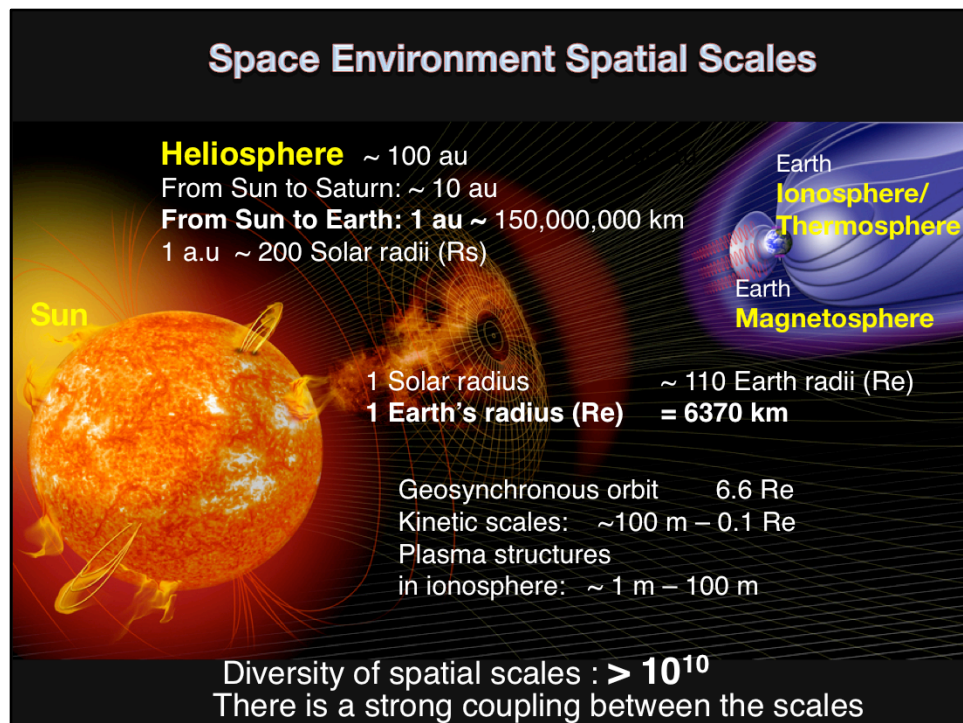 Space Environment Spatial Scales
Heliosphere ~ 100 au
From Sun to Saturn: ~ 10 au
From Sun to Earth: 1 au ~ 150,000,000 km
1 a.u ~ 200 Solar radii (Rs)
Earth
Ionosphere/
Thermosphere
Earth
Magnetosphere
Sun
1 Solar radius ~ 110 Earth radii (Re)
1 Earth's radius (Re) = 6370 km
Geosynchronous orbit 6.6 Re
Kinetic scales: ~100 m – 0.1 Re
Plasma structures
in ionosphere: ~ 1 m – 100 m
Diversity of spatial scales : > 10¹⁰
There is a strong coupling between the scales